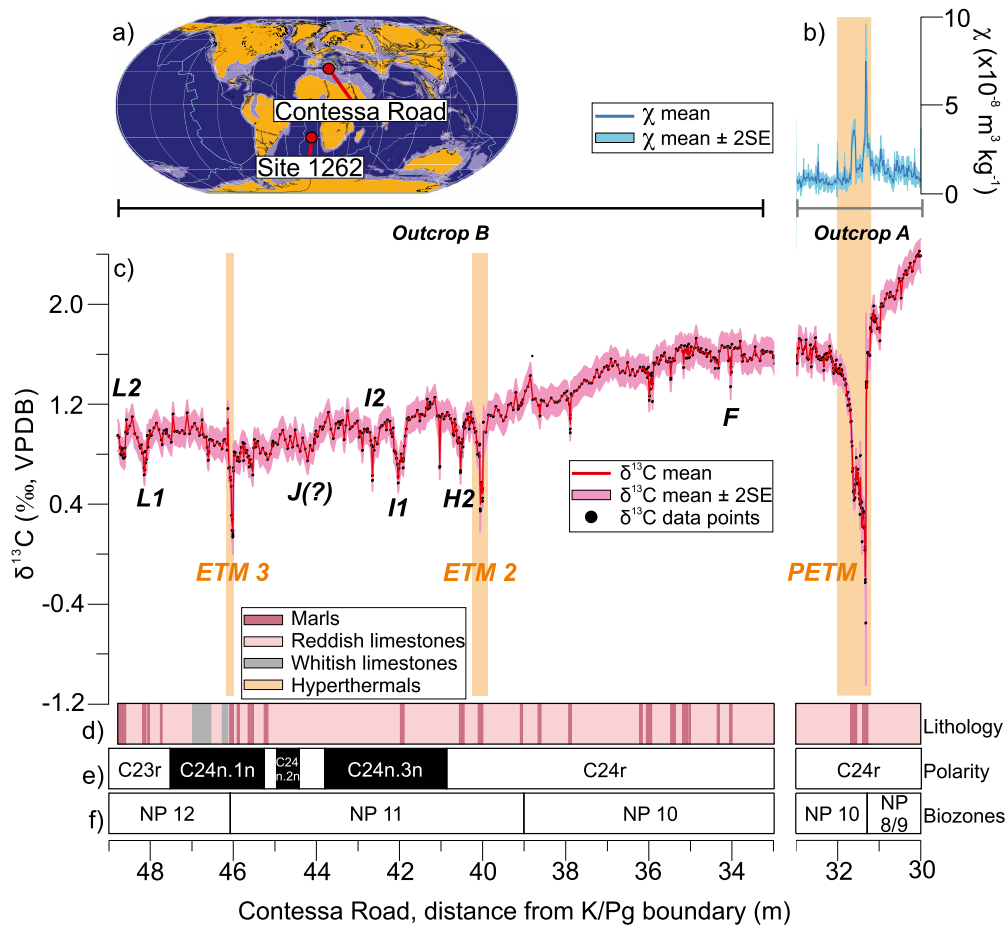 a)
Contessa Road
Site 1262
b)
χ mean
χ mean ± 2SE
10
5
0
χ (x10⁻⁸ m³ kg⁻¹)
Outcrop B
Outcrop A
c)
2.0
1.2
0.4
-0.4
-1.2
δ¹³C (‰, VPDB)
L2
L1
J(?)
I2
I1
H2
F
ETM 3
ETM 2
PETM
δ¹³C mean
δ¹³C mean ± 2SE
δ¹³C data points
Marls
Reddish limestones
Whitish limestones
Hyperthermals
d)
Lithology
e)
C23r
C24n.1n
C24
n.2n
C24n.3n
C24r
C24r
Polarity
f)
NP 12
NP 11
NP 10
NP 10
NP
8/9
Biozones
48 46 44 42 40 38 36 34 32 30
Contessa Road, distance from K/Pg boundary (m)